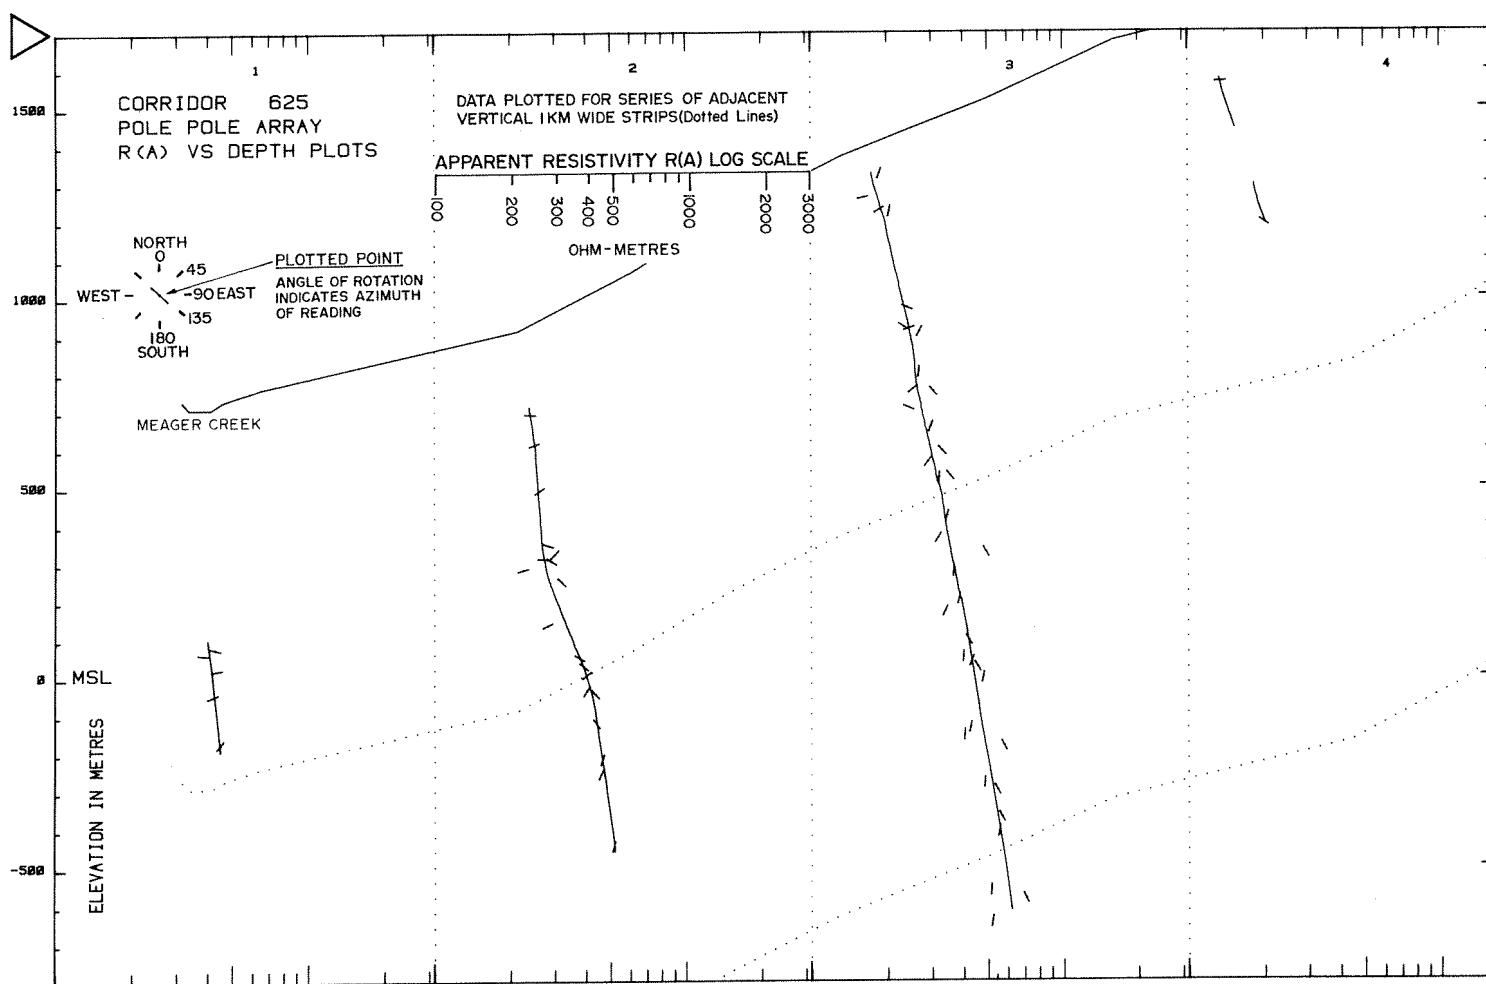 1
2
3
4
CORRIDOR 625
POLE POLE ARRAY
R(A) VS DEPTH PLOTS
DATA PLOTTED FOR SERIES OF ADJACENT
VERTICAL 1KM WIDE STRIPS(Dotted Lines)
APPARENT RESISTIVITY R(A) LOG SCALE
100
200
300
400
500
1000
2000
3000
OHM-METRES
NORTH
0
45
WEST
90 EAST
135
180
SOUTH
PLOTTED POINT
ANGLE OF ROTATION
INDICATES AZIMUTH
OF READING
MEAGER CREEK
1500
1000
500
0
MSL
-500
ELEVATION IN METRES